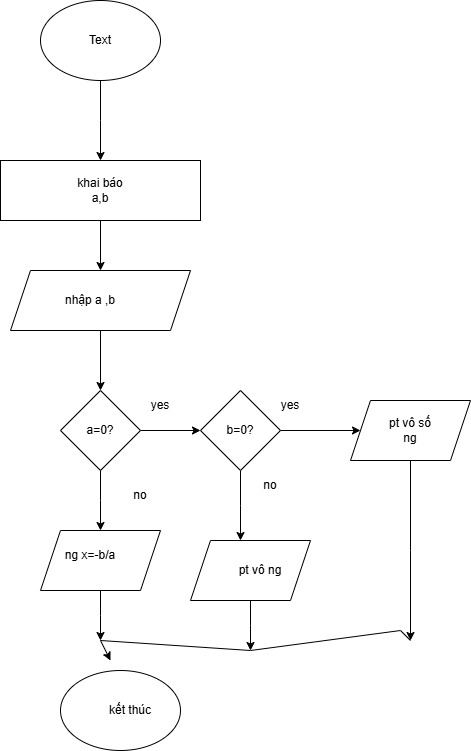 Text
khai báo
a,b
nhập a ,b
a=0?
yes
b=0?
yes
pt vô số
ng
no
no
ng x=-b/a
pt vô ng
kết thúc